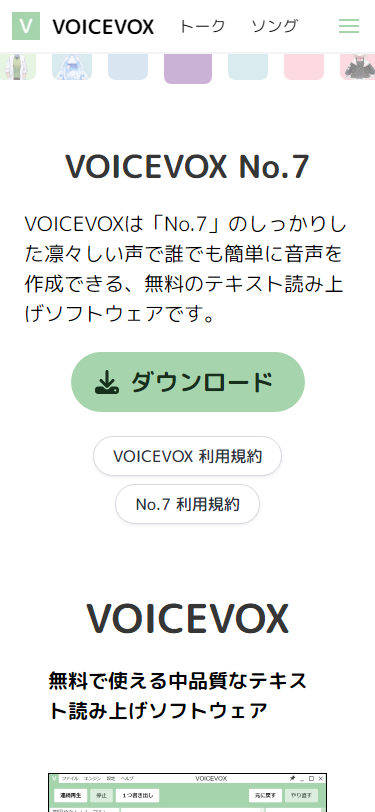 V VOICEVOX トーク ソング
VOICEVOX No.7
VOICEVOXは「No.7」のしっかりし
た凛々しい声で誰でも簡単に音声を
作成できる、無料のテキスト読み上
げソフトウェアです。
ダウンロード
VOICEVOX 利用規約
No.7 利用規約
VOICEVOX
無料で使える中品質なテキス
ト読み上げソフトウェア
V ファイル エンジン 設定 ヘルプ VOICEVOX
連続再生 停止 1つ書き出し 元に戻す やり直す